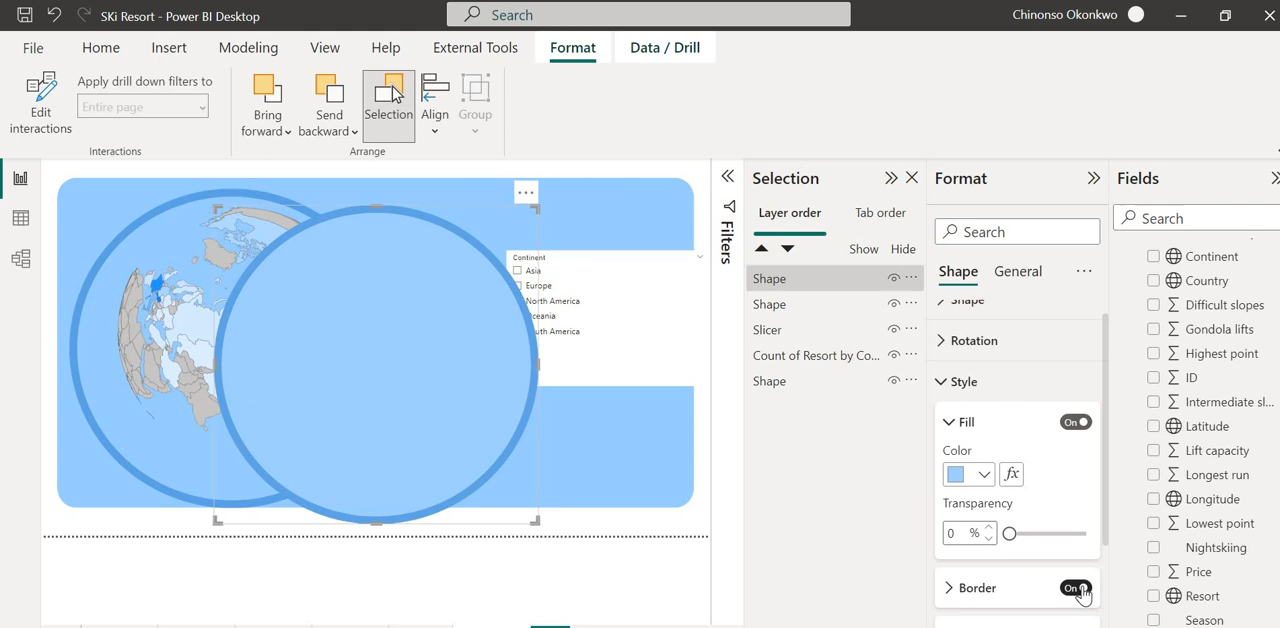 SKi Resort - Power BI Desktop
Search
Chinonso Okonkwo
File
Home
Insert
Modeling
View
Help
External Tools
Format
Data / Drill
Edit
interactions
Apply drill down filters to
Entire page
Interactions
Bring
forward
Send
backward
Selection
Align
Group
Arrange
Continent
Asia
Europe
North America
ceania
uth America
Filters
Selection
Layer order
Tab order
Show
Hide
Shape
Shape
Slicer
Count of Resort by Co...
Shape
Format
Search
Shape
General
Shape
Rotation
Style
Fill
On
Color
fx
Transparency
0 %
Border
On
Fields
Search
Continent
Country
Difficult slopes
Gondola lifts
Highest point
ID
Intermediate sl...
Latitude
Lift capacity
Longest run
Longitude
Lowest point
Nightskiing
Price
Resort
Season